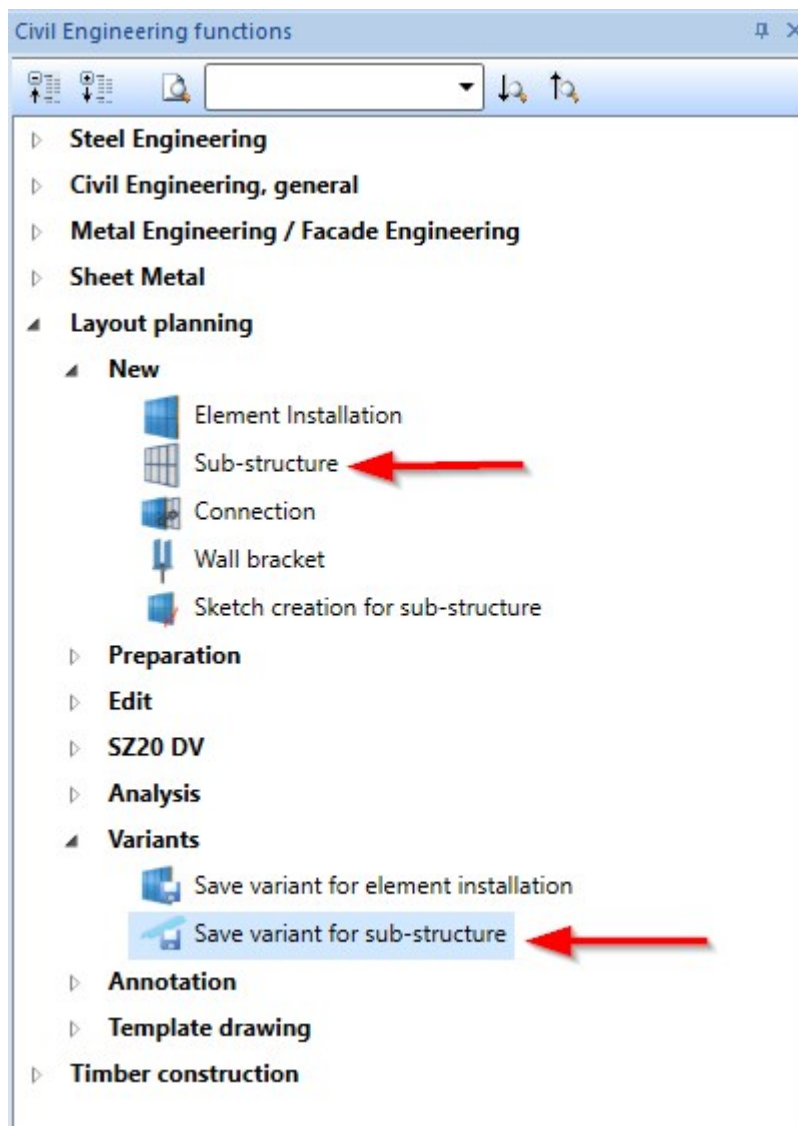 Civil Engineering functions
Steel Engineering
Civil Engineering, general
Metal Engineering / Facade Engineering
Sheet Metal
Layout planning
New
Element Installation
Sub-structure
Connection
Wall bracket
Sketch creation for sub-structure
Preparation
Edit
SZ20 DV
Analysis
Variants
Save variant for element installation
Save variant for sub-structure
Annotation
Template drawing
Timber construction